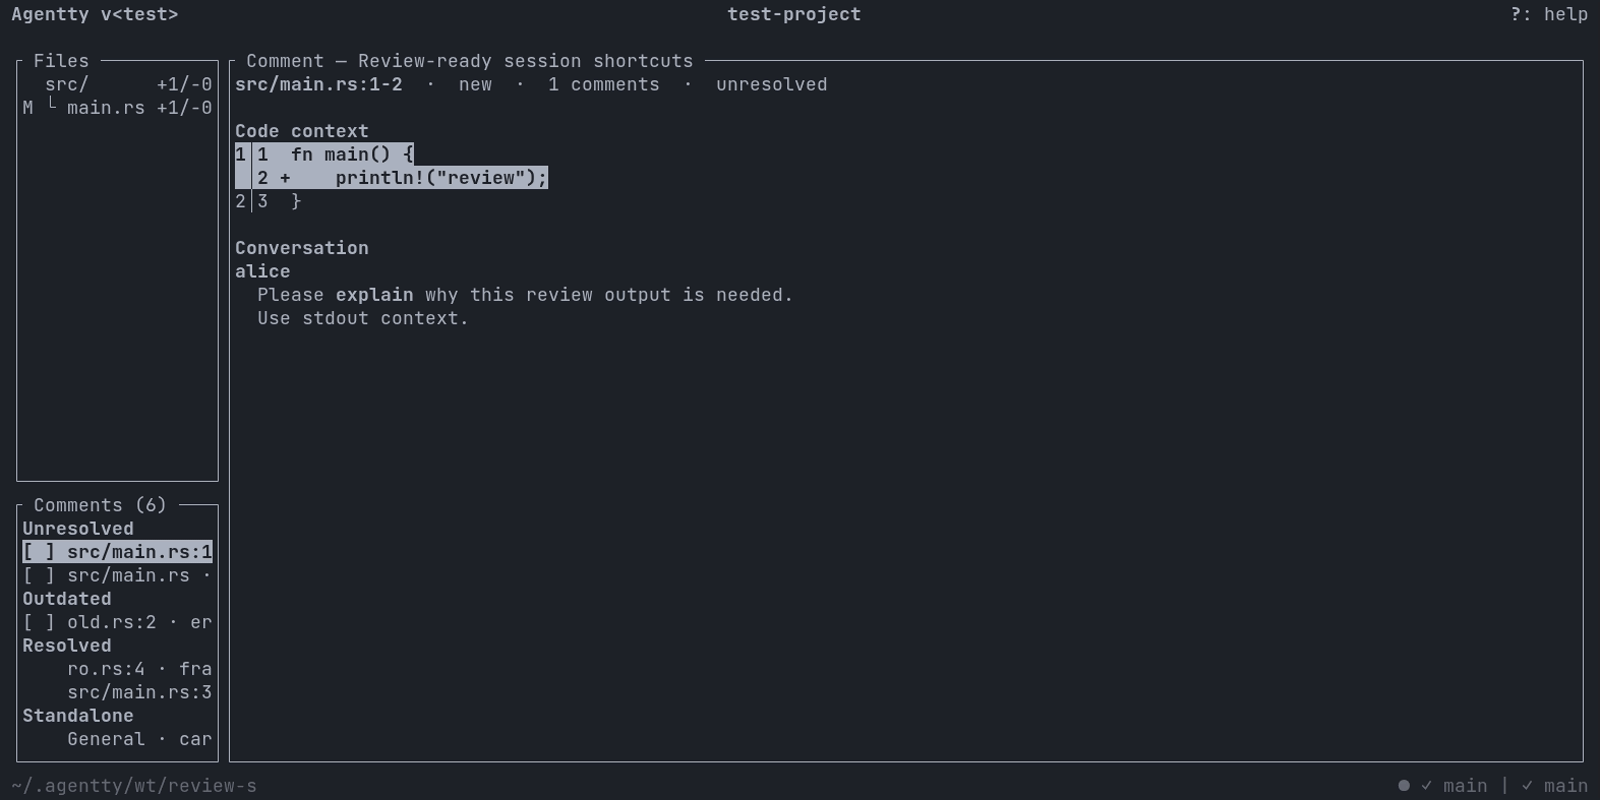 Agentty v<test>
test-project
?: help
Files
src/ +1/-0
M └ main.rs +1/-0
Comments (6)
Unresolved
[ ] src/main.rs:1
[ ] src/main.rs ·
Outdated
[ ] old.rs:2 · er
Resolved
ro.rs:4 · fra
src/main.rs:3
Standalone
General · car
Comment — Review-ready session shortcuts
src/main.rs:1-2 · new · 1 comments · unresolved
Code context
1│1 fn main() {
│2 + println!("review");
2│3 }
Conversation
alice
Please explain why this review output is needed.
Use stdout context.
~/.agentty/wt/review-s
● ✓ main | ✓ main